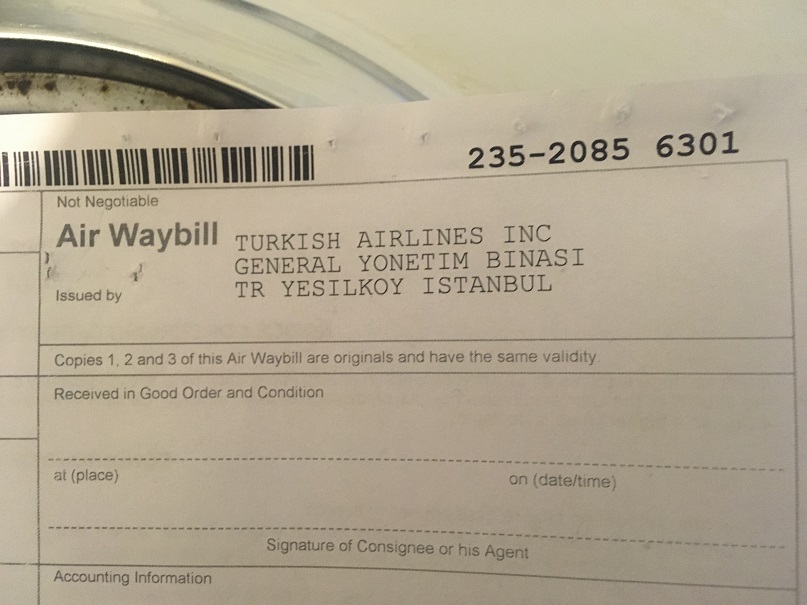 235-2085 6301
Not Negotiable
Air Waybill
TURKISH AIRLINES INC
GENERAL YONETIM BINASI
TR YESILKOY ISTANBUL
Issued by
Copies 1, 2 and 3 of this Air Waybill are originals and have the same validity.
Received in Good Order and Condition
at (place)
on (date/time)
Signature of Consignee or his Agent
Accounting Information